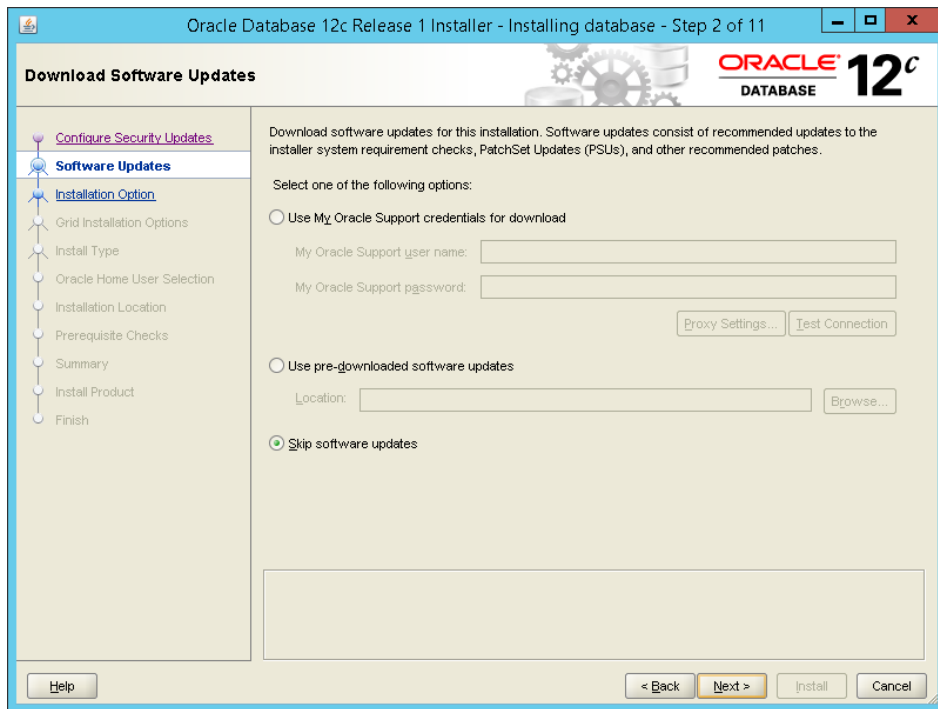 Oracle Database 12c Release 1 Installer - Installing database - Step 2 of 11
Download Software Updates
ORACLE
DATABASE
12c
Configure Security Updates
Software Updates
Installation Option
Grid Installation Options
Install Type
Oracle Home User Selection
Installation Location
Prerequisite Checks
Summary
Install Product
Finish
Download software updates for this installation. Software updates consist of recommended updates to the
installer system requirement checks, PatchSet Updates (PSUs), and other recommended patches.
Select one of the following options:
Use My Oracle Support credentials for download
My Oracle Support user name:
My Oracle Support password:
Proxy Settings... Test Connection
Use pre-downloaded software updates
Location: Browse...
Skip software updates
Help < Back Next > Install Cancel